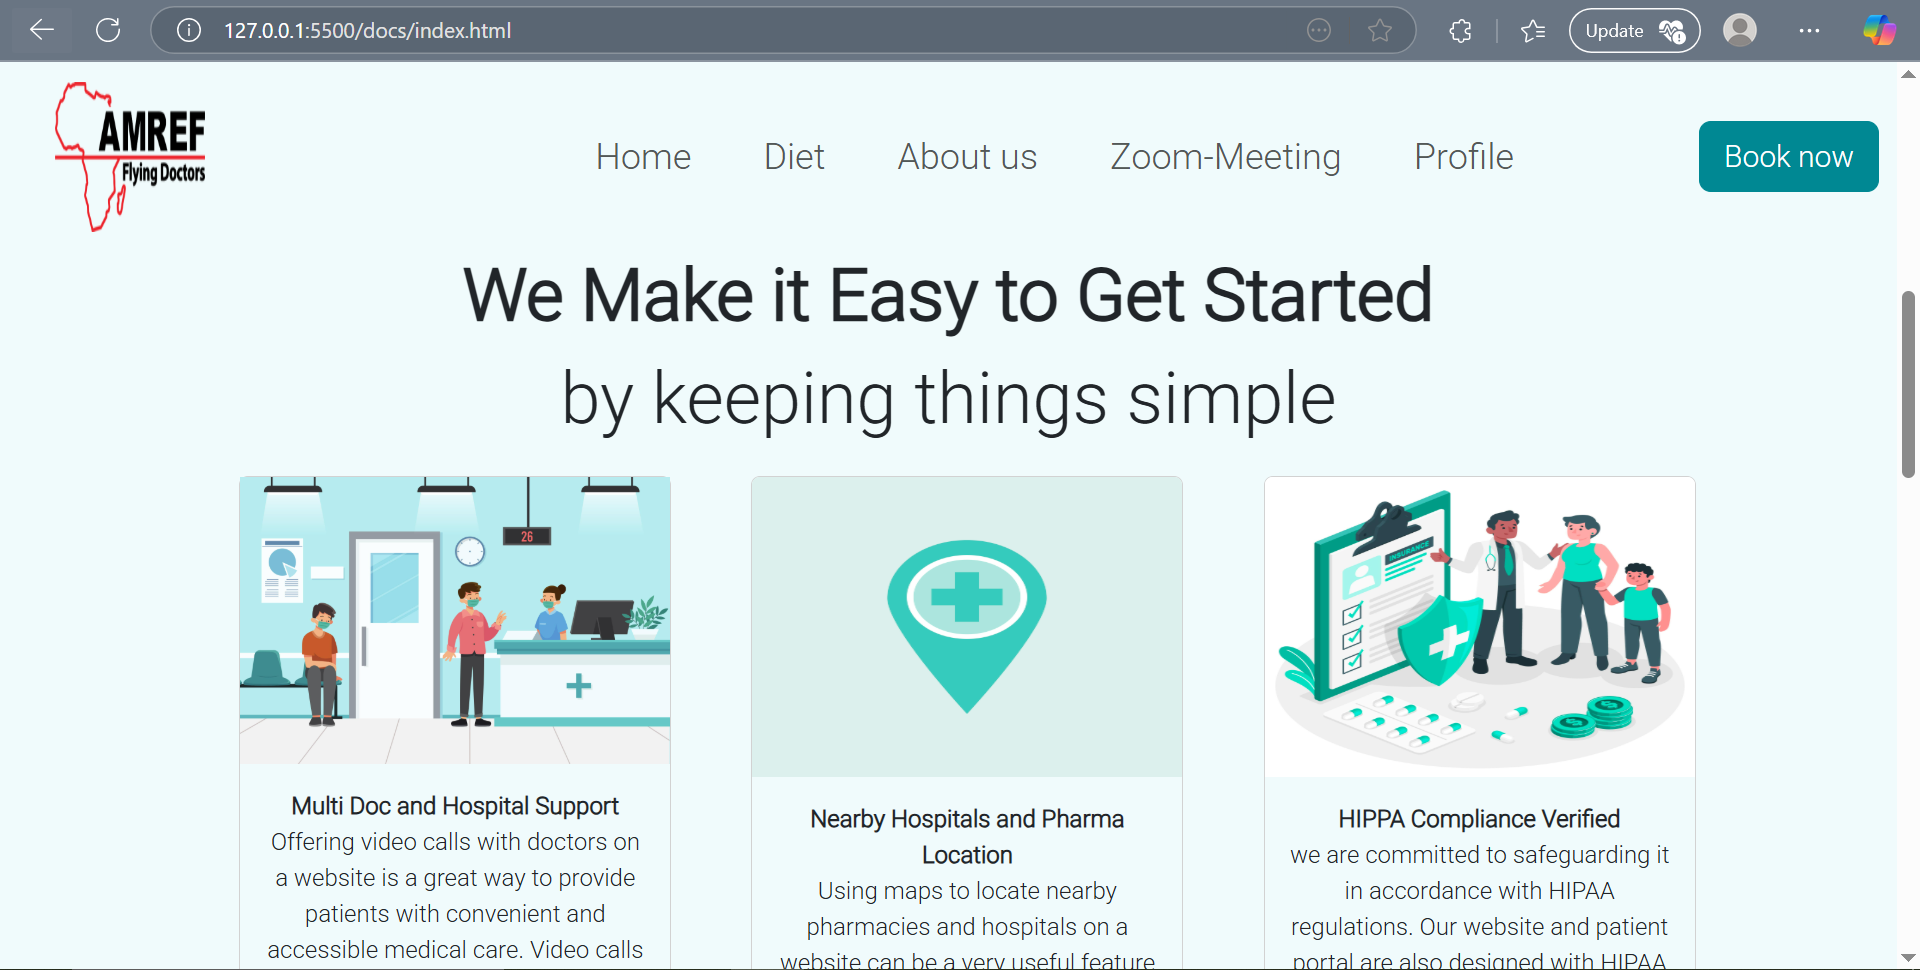 127.0.0.1:5500/docs/index.html
Update
AMREF
Flying Doctors
Home
Diet
About us
Zoom-Meeting
Profile
Book now
We Make it Easy to Get Started
by keeping things simple
26
INSURANCE
Multi Doc and Hospital Support
Offering video calls with doctors on
a website is a great way to provide
patients with convenient and
accessible medical care. Video calls
Nearby Hospitals and Pharma
Location
Using maps to locate nearby
pharmacies and hospitals on a
website can be a very useful feature
HIPPA Compliance Verified
we are committed to safeguarding it
in accordance with HIPAA
regulations. Our website and patient
portal are also designed with HIPAA